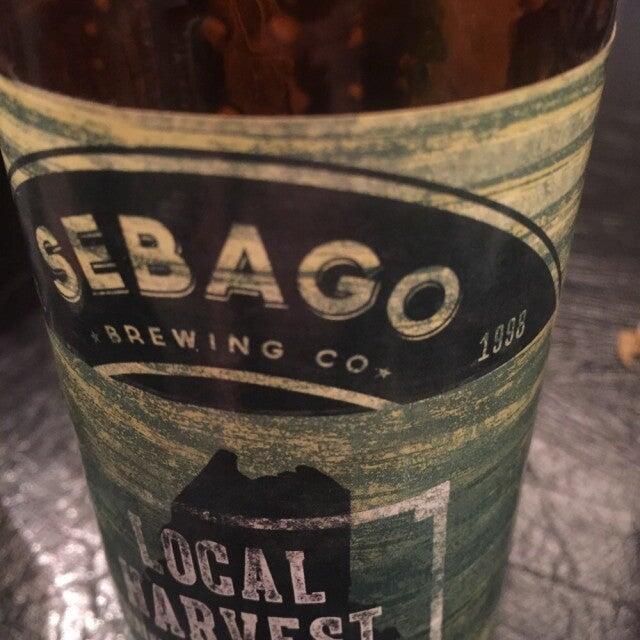 SEBAGO
BREWING CO
1998
LOCAL
HARVEST